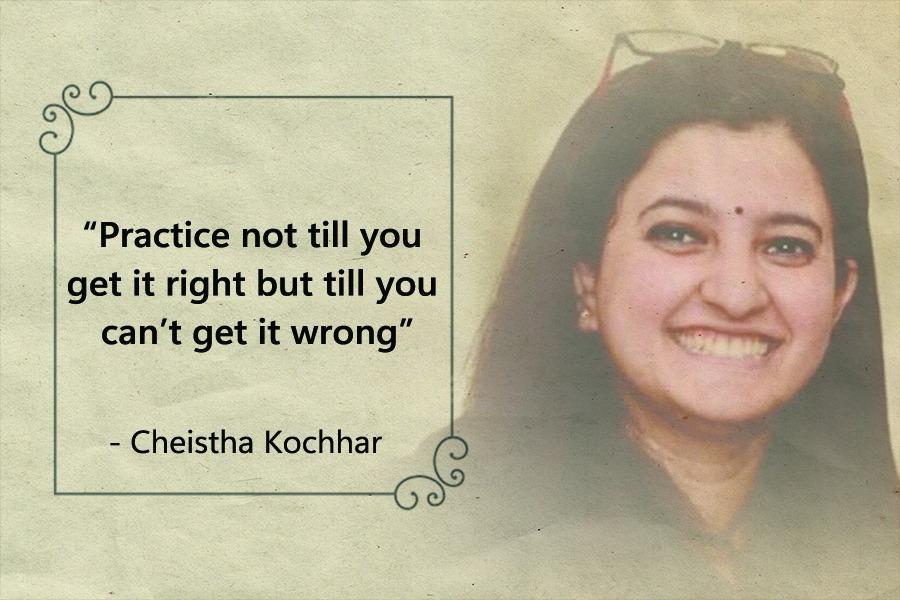 “Practice not till you
get it right but till you
can’t get it wrong”
- Cheistha Kochhar